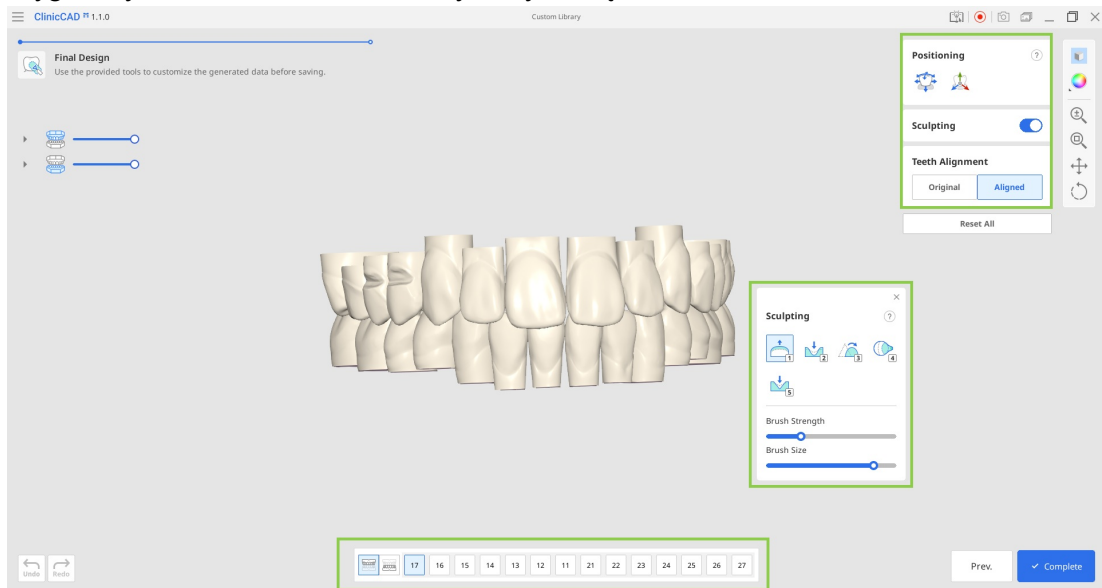 ClinicCAD 1.1.0
Custom Library
Final Design
Use the provided tools to customize the generated data before saving.
Positioning
?
Sculpting
Teeth Alignment
Original Aligned
Reset All
Sculpting
?
1 2 3 4
5
Brush Strength
Brush Size
Undo Redo
17 16 15 14 13 12 11 21 22 23 24 25 26 27
Prev. Complete